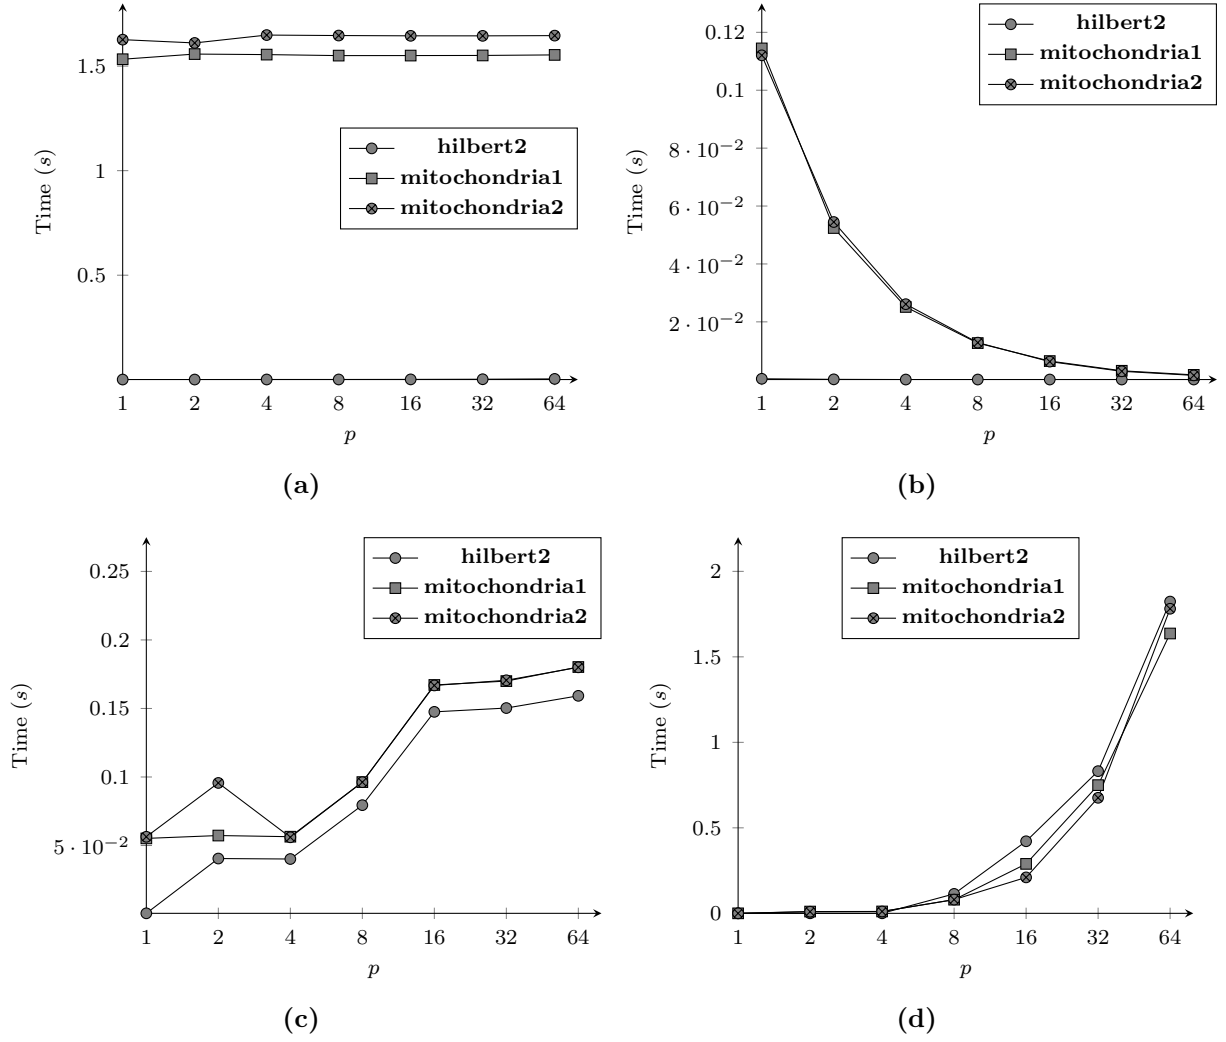 hilbert2
mitochondria1
mitochondria2
Time (s)
1.5
1
0.5
1 2 4 8 16 32 64
p
(a)
hilbert2
mitochondria1
mitochondria2
Time (s)
0.12
0.1
8 · 10⁻²
6 · 10⁻²
4 · 10⁻²
2 · 10⁻²
1 2 4 8 16 32 64
p
(b)
hilbert2
mitochondria1
mitochondria2
Time (s)
0.25
0.2
0.15
0.1
5 · 10⁻²
1 2 4 8 16 32 64
p
(c)
hilbert2
mitochondria1
mitochondria2
Time (s)
2
1.5
1
0.5
0
1 2 4 8 16 32 64
p
(d)